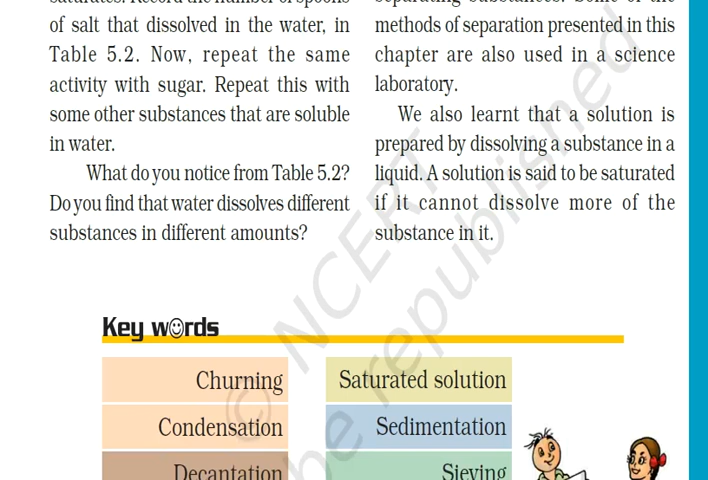 of salt that dissolved in the water, in
Table 5.2. Now, repeat the same
activity with sugar. Repeat this with
some other substances that are soluble
in water.
What do you notice from Table 5.2?
Do you find that water dissolves different
substances in different amounts?
methods of separation presented in this
chapter are also used in a science
laboratory.
We also learnt that a solution is
prepared by dissolving a substance in a
liquid. A solution is said to be saturated
if it cannot dissolve more of the
substance in it.
Key words
Churning
Condensation
Decantation
Saturated solution
Sedimentation
Sieving
© NCERT
be republished